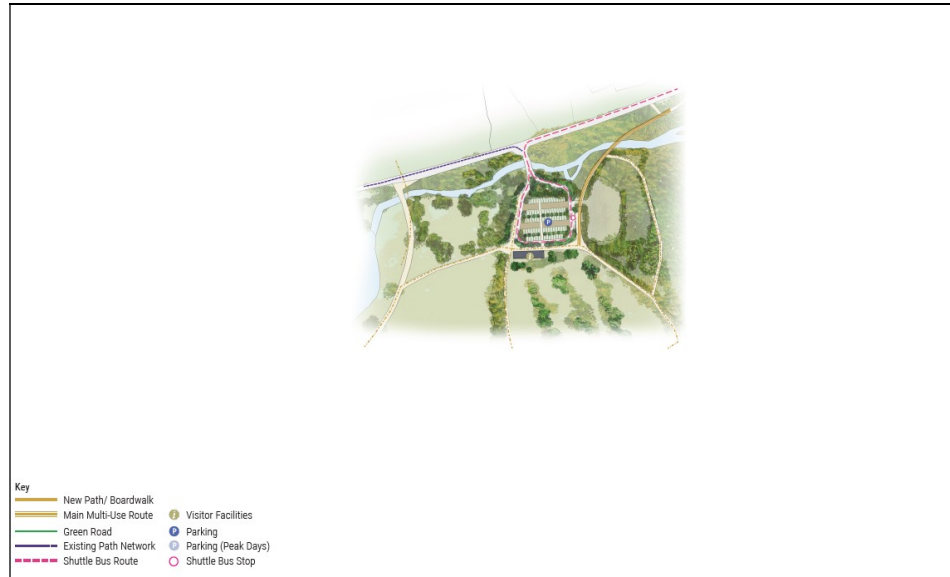 P
i
Key
New Path/ Boardwalk
Main Multi-Use Route
i Visitor Facilities
Green Road
P Parking
Existing Path Network
P Parking (Peak Days)
Shuttle Bus Route
Shuttle Bus Stop